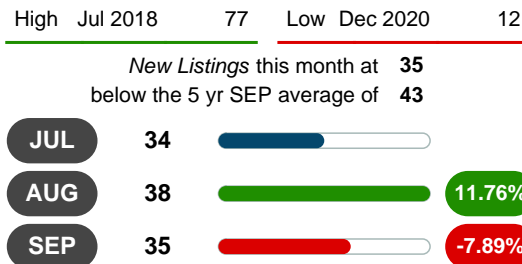 High Jul 2018 77 Low Dec 2020 12
New Listings this month at 35
below the 5 yr SEP average of 43
JUL 34
AUG 38 11.76%
SEP 35 -7.89%